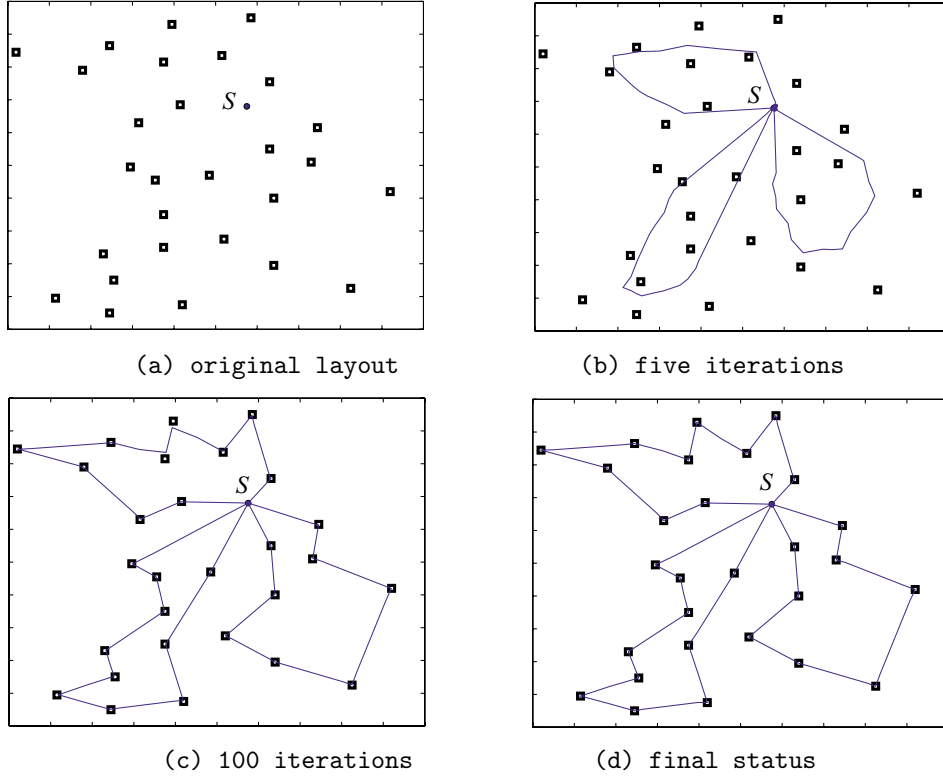 S
S
(a) original layout
(b) five iterations
S
S
(c) 100 iterations
(d) final status